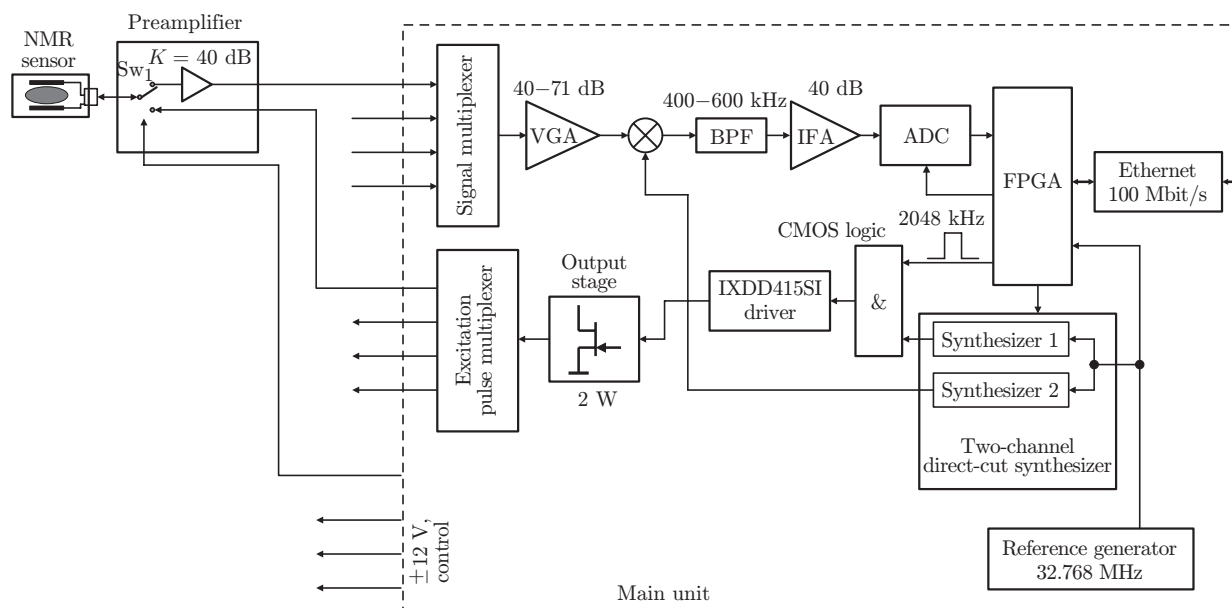 NMR
sensor
Preamplifier
K = 40 dB
Sw1
Signal multiplexer
40−71 dB
VGA
400−600 kHz
BPF
40 dB
IFA
ADC
FPGA
Ethernet
100 Mbit/s
2048 kHz
CMOS logic
&
IXDD415SI
driver
Output
stage
2 W
Excitation
pulse multiplexer
Synthesizer 1
Synthesizer 2
Two-channel
direct-cut synthesizer
Reference generator
32.768 MHz
±12 V,
control
Main unit